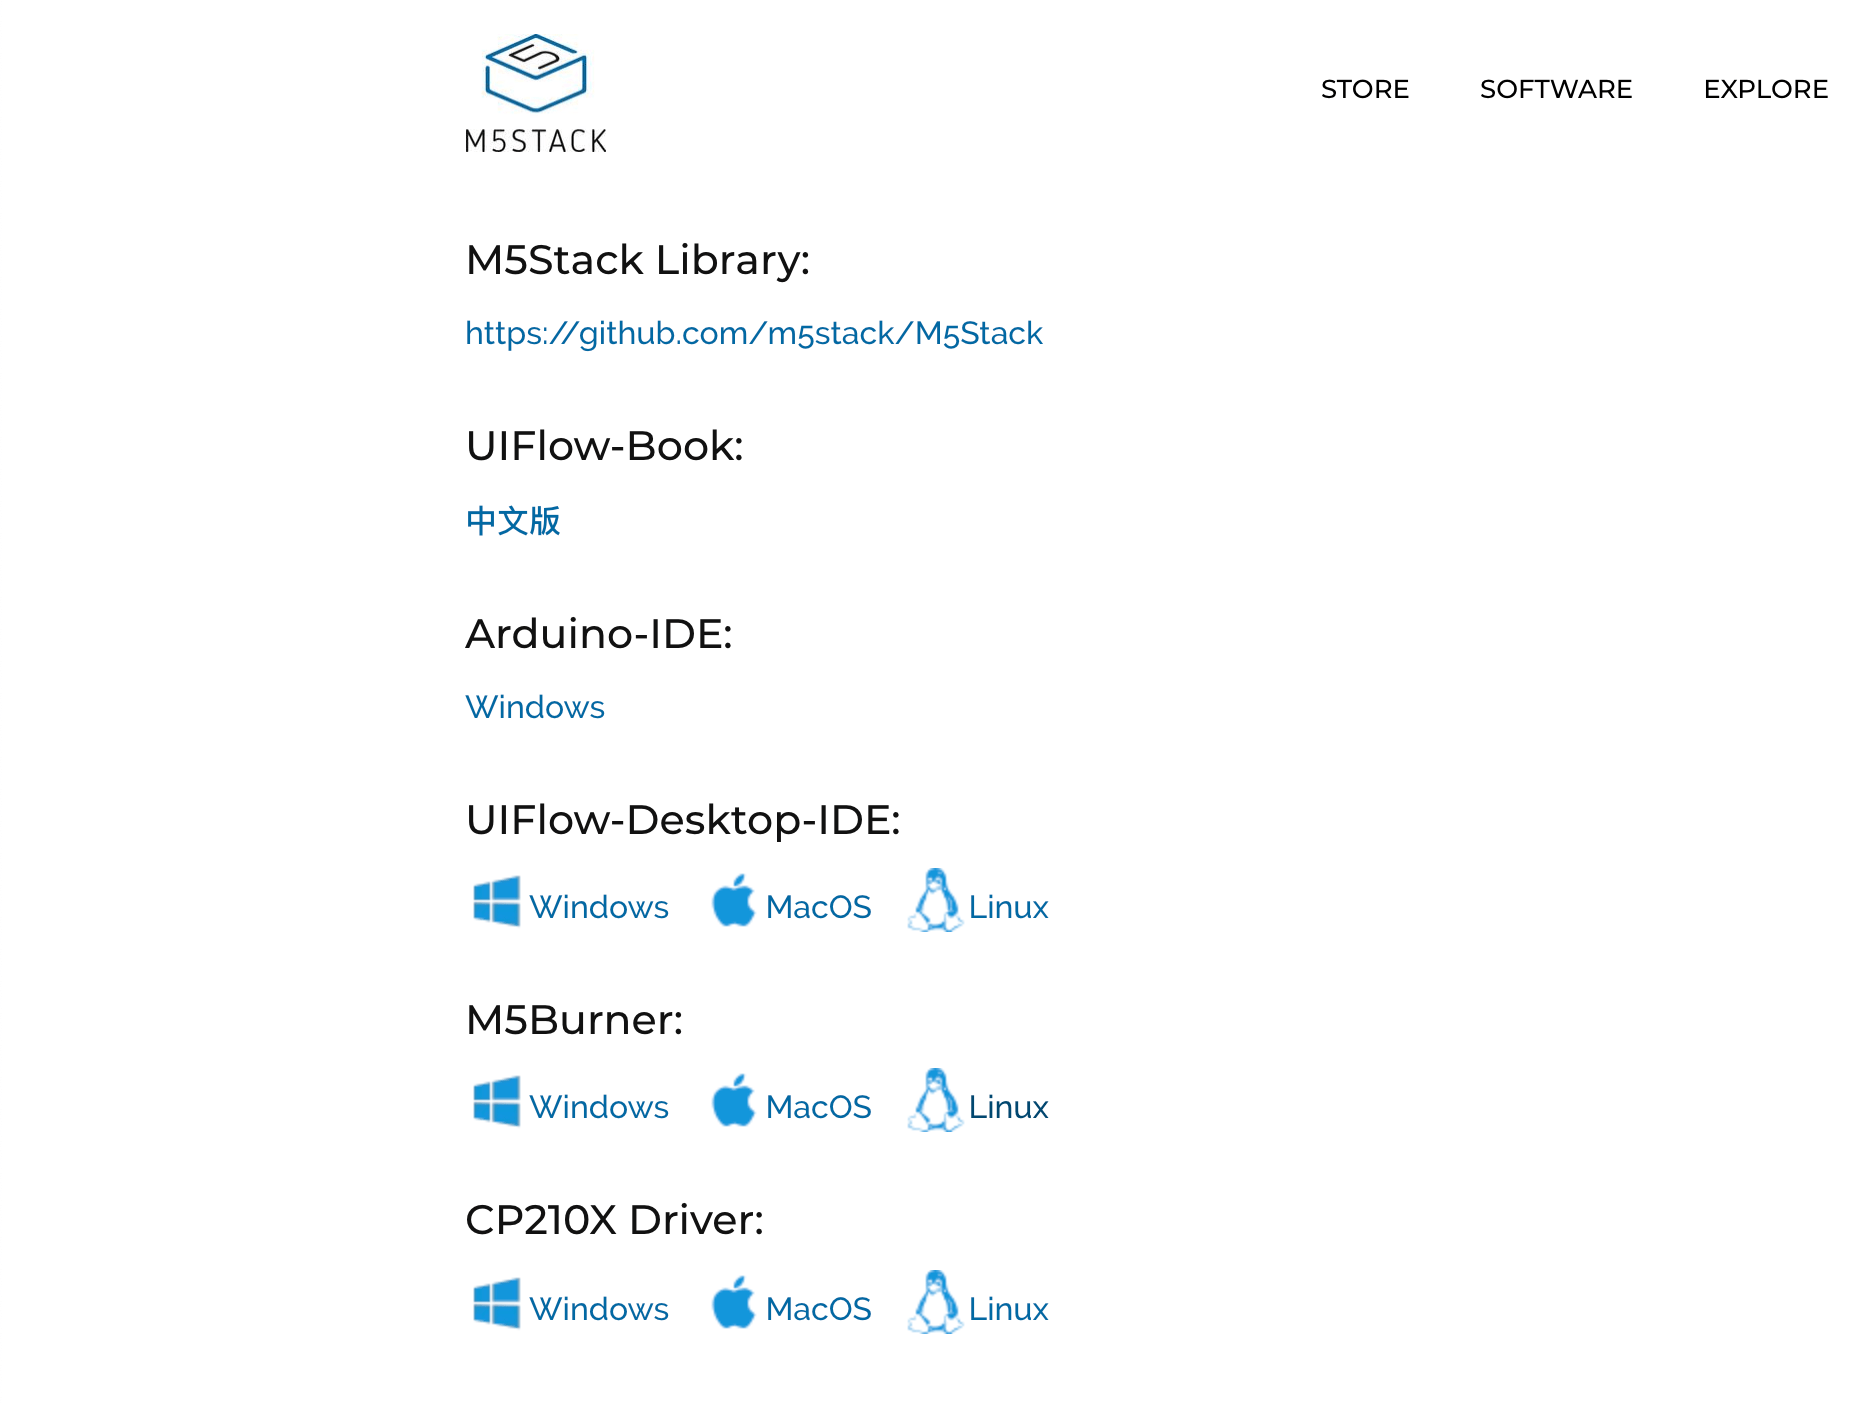 M5STACK
STORE SOFTWARE EXPLORE
M5Stack Library:
https://github.com/m5stack/M5Stack
UIFlow-Book:
中文版
Arduino-IDE:
Windows
UIFlow-Desktop-IDE:
Windows MacOS Linux
M5Burner:
Windows MacOS Linux
CP210X Driver:
Windows MacOS Linux